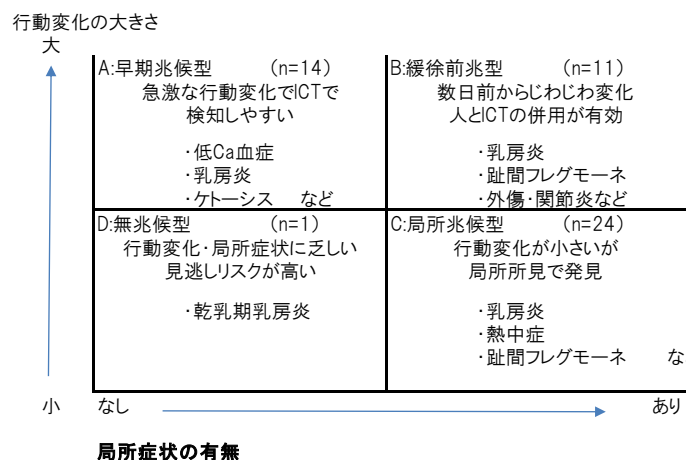 行動変化の大きさ
大
A:早期兆候型　　（n=14）
急激な行動変化でICTで
検知しやすい
・低Ca血症
・乳房炎
・ケトーシス　など
B:緩徐前兆型　　（n=11）
数日前からじわじわ変化
人とICTの併用が有効
・乳房炎
・趾間フレグモーネ
・外傷・関節炎など
D:無兆候型　　（n=1）
行動変化・局所症状に乏しい
見逃しリスクが高い
・乾乳期乳房炎
C:局所兆候型　　（n=24）
行動変化が小さいが
局所所見で発見
・乳房炎
・熱中症
・趾間フレグモーネ　な
小
なし
あり
局所症状の有無